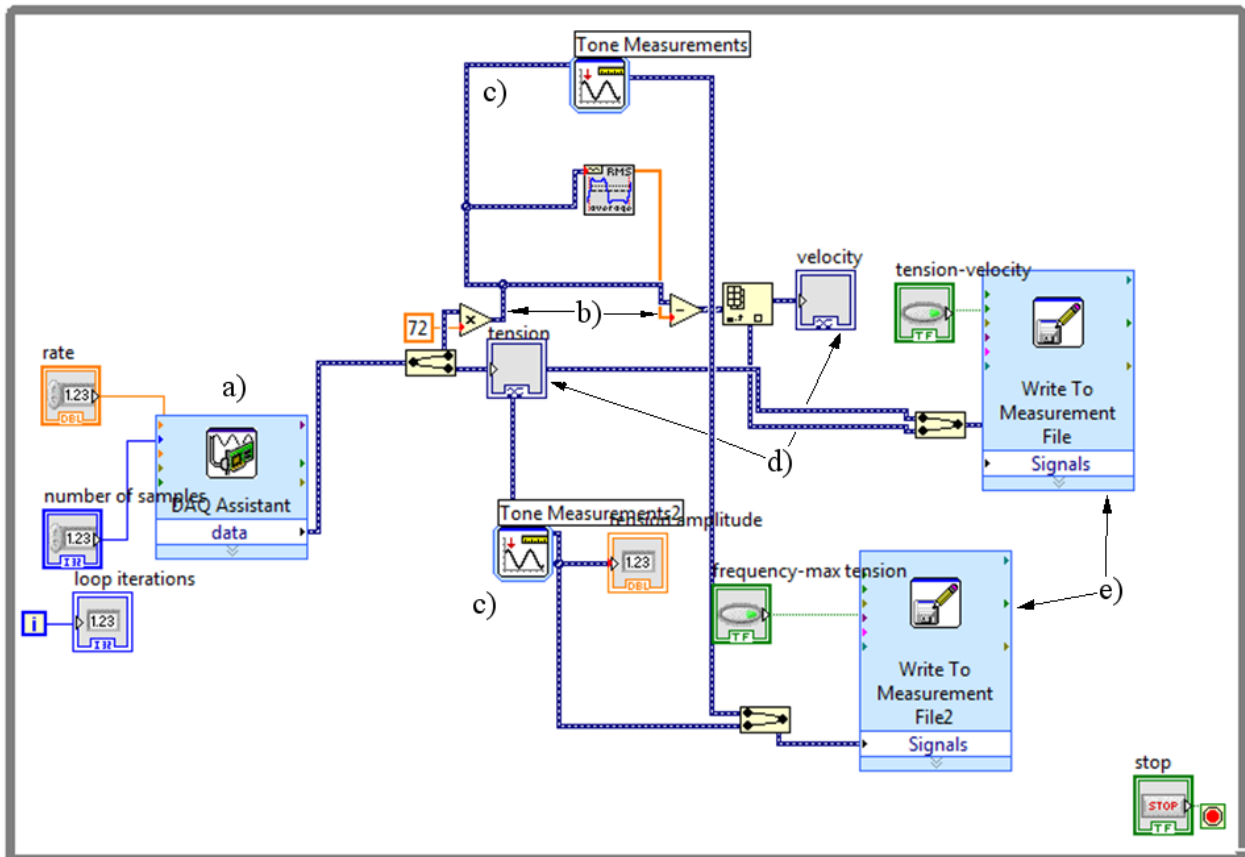 Tone Measurements
c)
RMS
average
velocity
tension-velocity
b)
72
tension
rate
1.23
DBL
a)
Write To
Measurement
File
Signals
d)
number of samples
1.23
I32
DAQ Assistant
data
TF
Tone Measurements2
tension amplitude
1.23
DBL
frequency-max tension
TF
c)
e)
loop iterations
i
1.23
I32
Write To
Measurement
File2
Signals
stop
STOP
TF